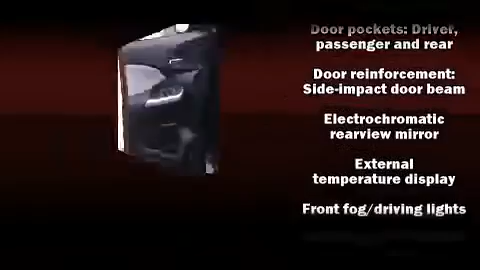 Door pockets: Driver,
passenger and rear
Door reinforcement:
Side-impact door beam
Electrochromatic
rearview mirror
External
temperature display
Front fog/driving lights